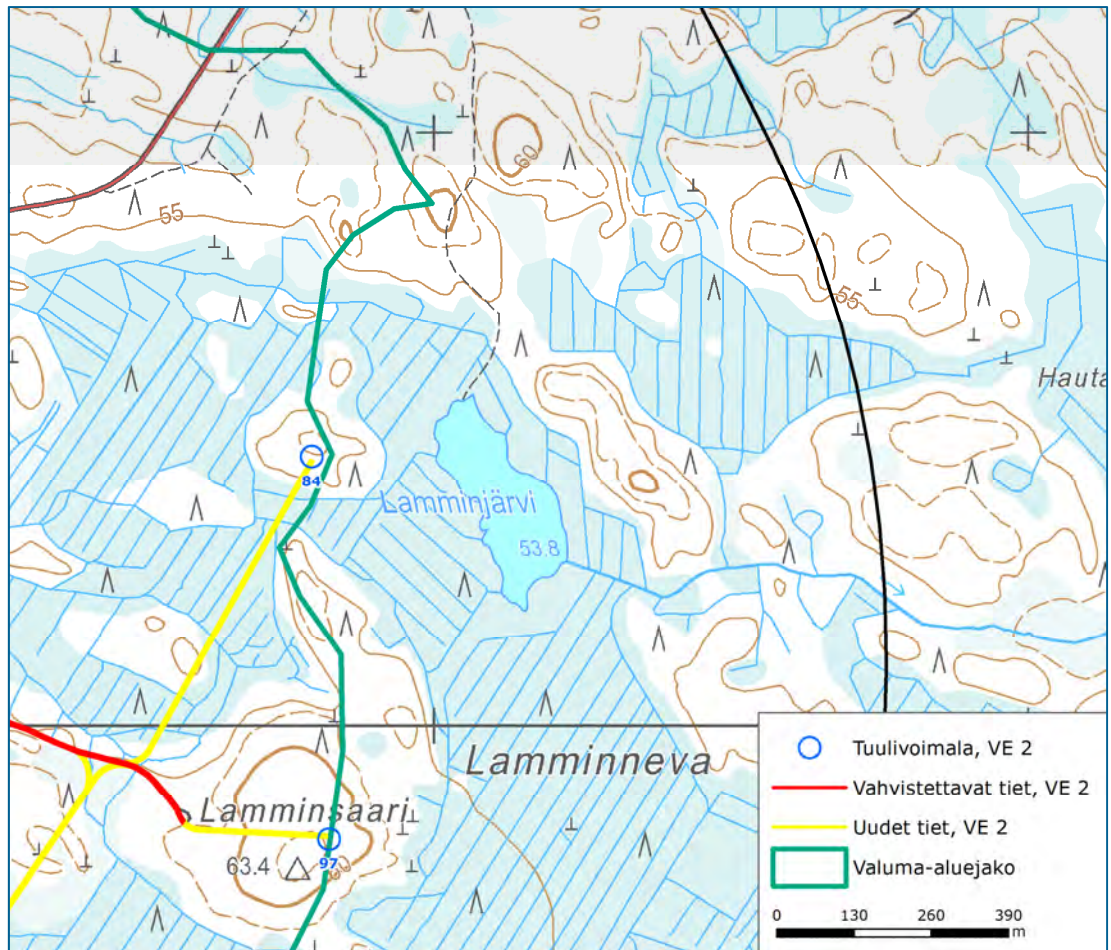 60
55
55
Hauta
84
Lamminjärvi
53.8
Lamminneva
Lamminsaari
63.4
97
60
Tuulivoimala, VE 2
Vahvistettavat tiet, VE 2
Uudet tiet, VE 2
Valuma-aluejako
0 130 260 390
m